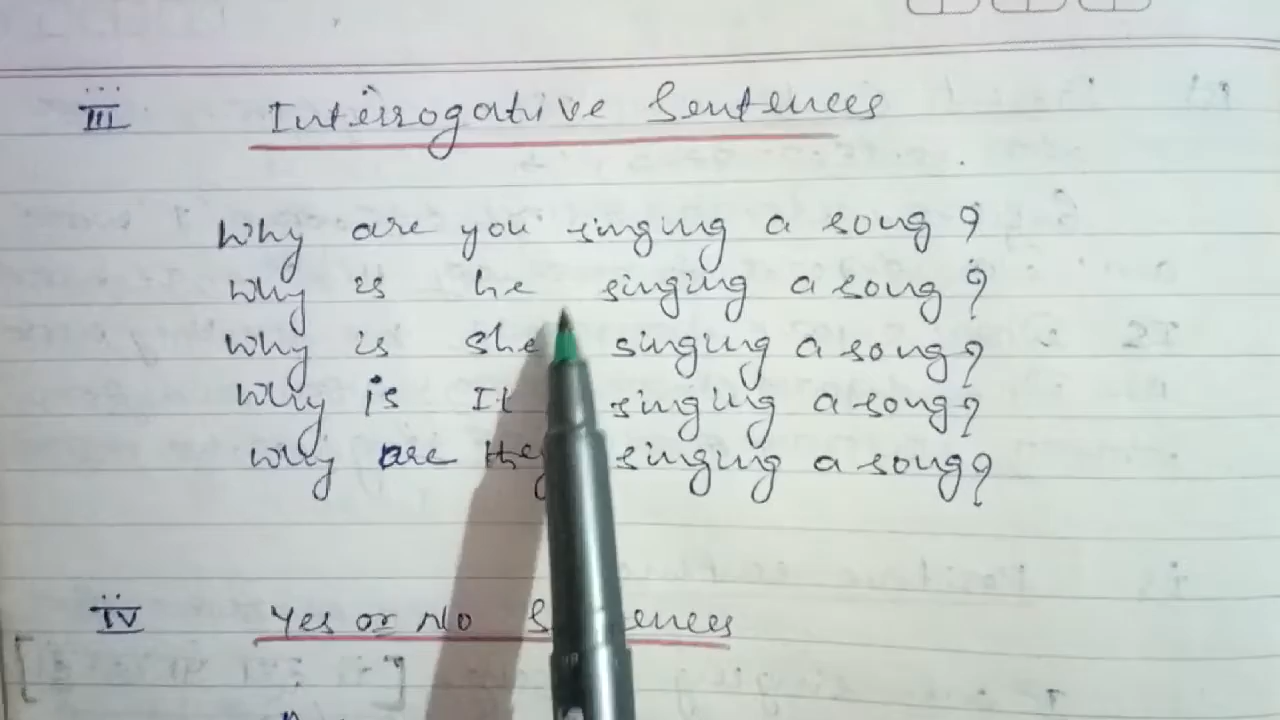 III Interrogative Sentences
Why are you singing a song?
Why is he singing a song?
Why is she singing a song?
Why is It singing a song?
Why are they singing a song?
IV Yes or No